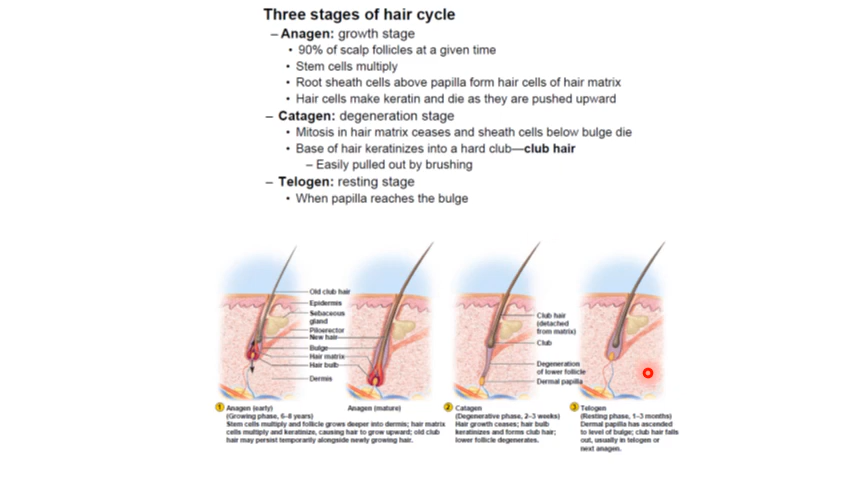 Three stages of hair cycle
– Anagen: growth stage
• 90% of scalp follicles at a given time
• Stem cells multiply
• Root sheath cells above papilla form hair cells of hair matrix
• Hair cells make keratin and die as they are pushed upward
– Catagen: degeneration stage
• Mitosis in hair matrix ceases and sheath cells below bulge die
• Base of hair keratinizes into a hard club—club hair
– Easily pulled out by brushing
– Telogen: resting stage
• When papilla reaches the bulge
Old club hair
Epidermis
Sebaceous
gland
Piloerector
New hair
Bulge
Hair matrix
Hair bulb
Dermis
Club hair
(detached
from matrix)
Club
Degeneration
of lower follicle
Dermal papilla
1 Anagen (early)
(Growing phase, 6–8 years)
Stem cells multiply and follicle grows deeper into dermis; hair matrix
cells multiply and keratinize, causing hair to grow upward; old club
hair may persist temporarily alongside newly growing hair.
Anagen (mature)
2 Catagen
(Degenerative phase, 2–3 weeks)
Hair growth ceases; hair bulb
keratinizes and forms club hair;
lower follicle degenerates.
3 Telogen
(Resting phase, 1–3 months)
Dermal papilla has ascended
to level of bulge; club hair falls
out, usually in telogen or
next anagen.